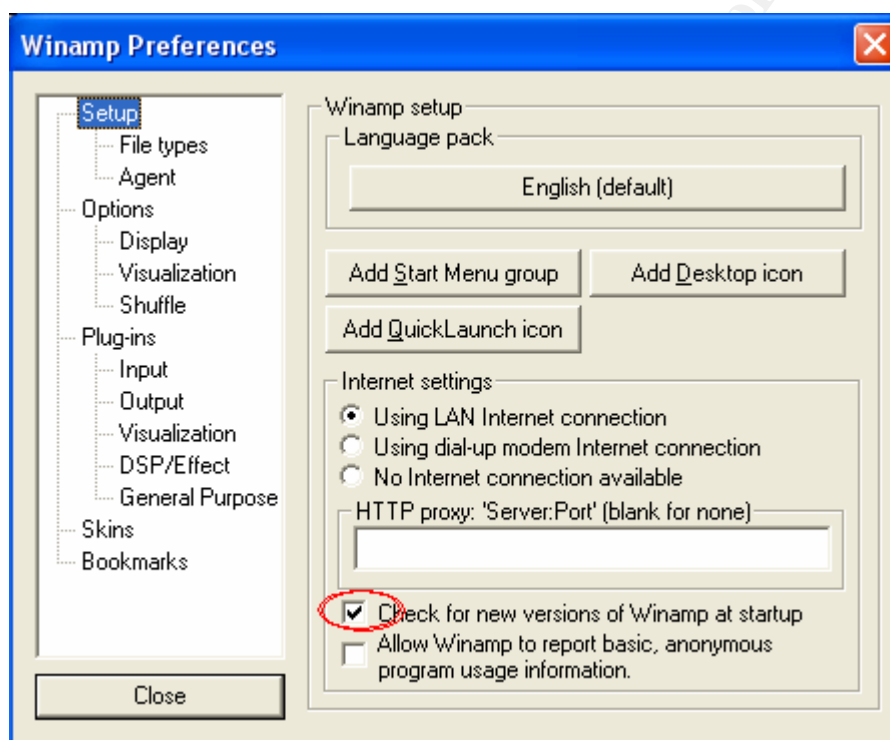 Winamp Preferences
Setup
File types
Agent
Options
Display
Visualization
Shuffle
Plug-ins
Input
Output
Visualization
DSP/Effect
General Purpose
Skins
Bookmarks
Close
Winamp setup
Language pack
English (default)
Add Start Menu group
Add Desktop icon
Add QuickLaunch icon
Internet settings
Using LAN Internet connection
Using dial-up modem Internet connection
No Internet connection available
HTTP proxy: 'Server:Port' (blank for none)
Check for new versions of Winamp at startup
Allow Winamp to report basic, anonymous
program usage information.